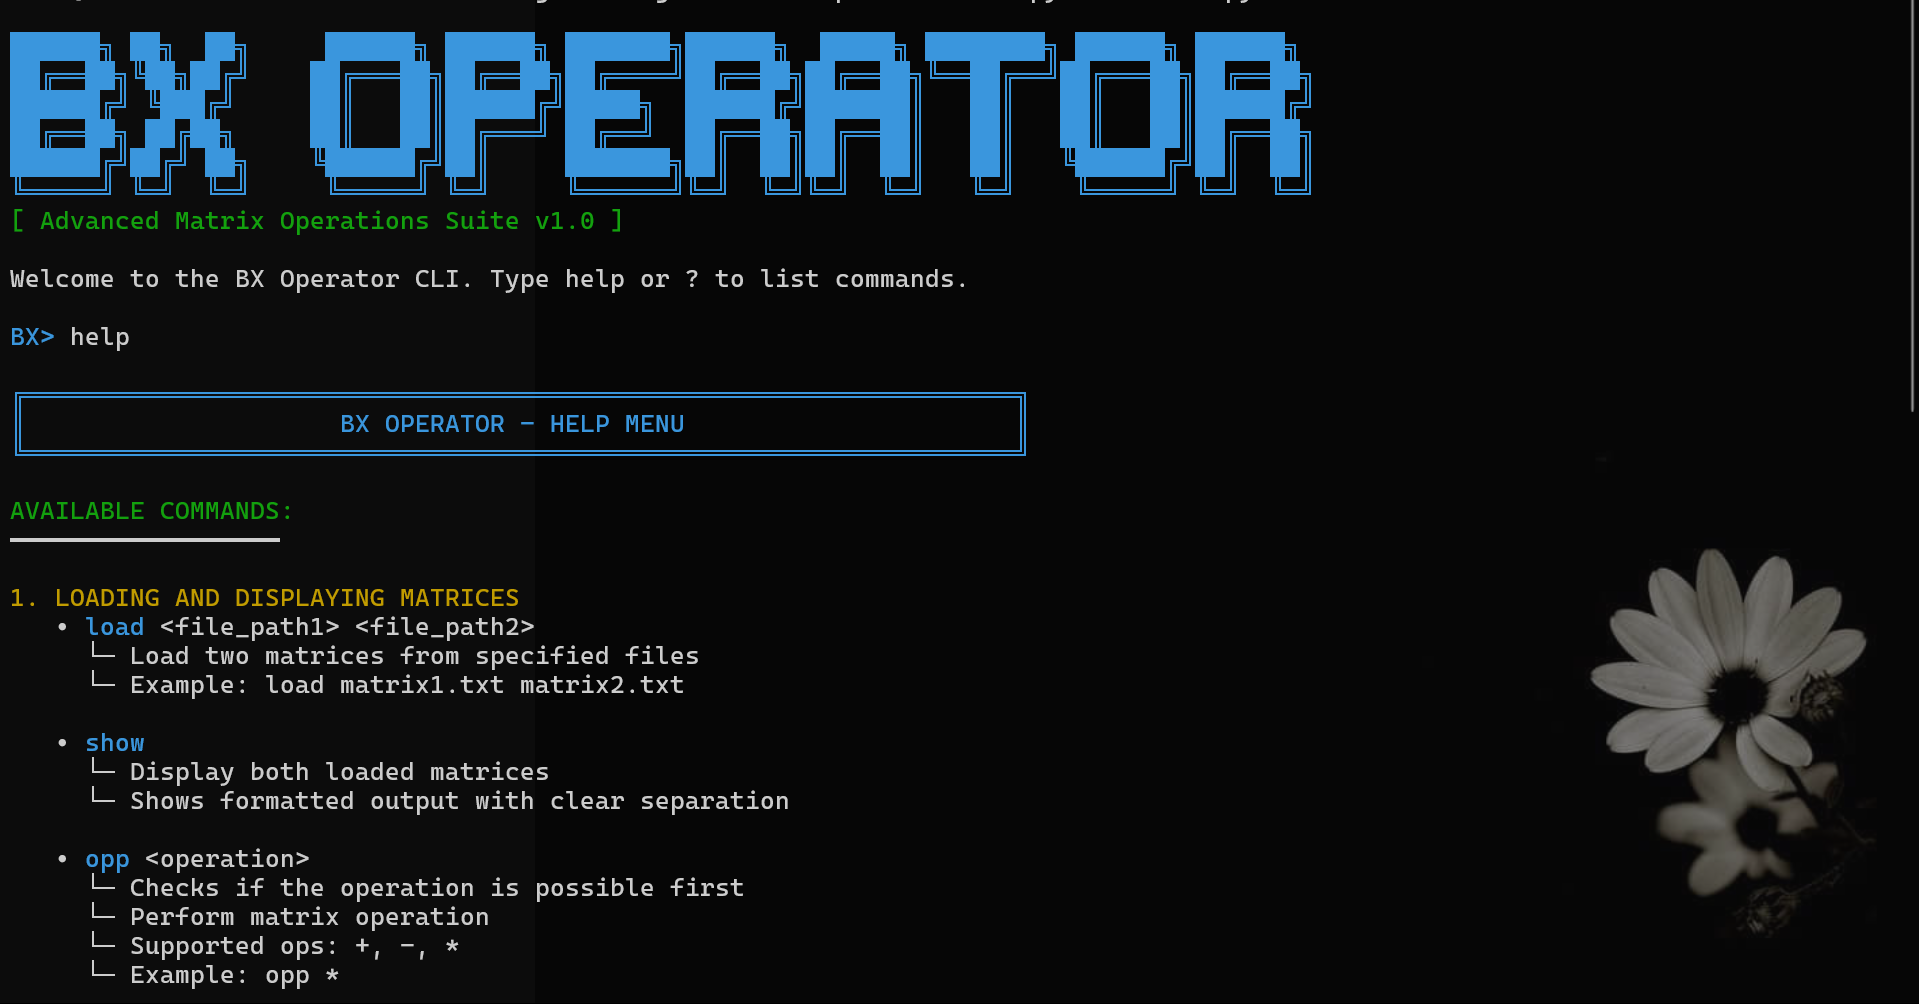 BX OPERATOR
[ Advanced Matrix Operations Suite v1.0 ]
Welcome to the BX Operator CLI. Type help or ? to list commands.
BX> help
BX OPERATOR - HELP MENU
AVAILABLE COMMANDS:
1. LOADING AND DISPLAYING MATRICES
• load <file_path1> <file_path2>
└─ Load two matrices from specified files
└─ Example: load matrix1.txt matrix2.txt
• show
└─ Display both loaded matrices
└─ Shows formatted output with clear separation
• opp <operation>
└─ Checks if the operation is possible first
└─ Perform matrix operation
└─ Supported ops: +, -, *
└─ Example: opp *